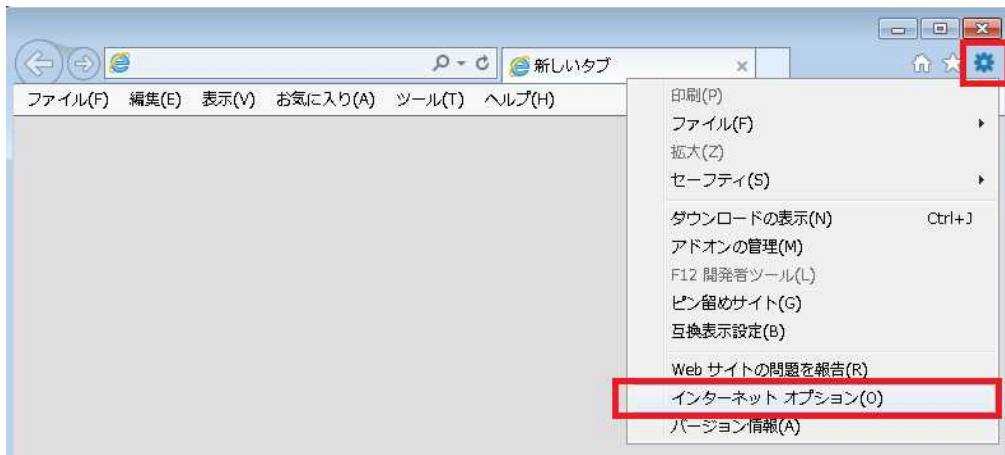 新しいタブ
ファイル(F) 編集(E) 表示(V) お気に入り(A) ツール(T) ヘルプ(H)
印刷(P)
ファイル(F)
拡大(Z)
セーフティ(S)
ダウンロードの表示(N) Ctrl+J
アドオンの管理(M)
F12 開発者ツール(L)
ピン留めサイト(G)
互換表示設定(B)
Web サイトの問題を報告(R)
インターネット オプション(O)
バージョン情報(A)